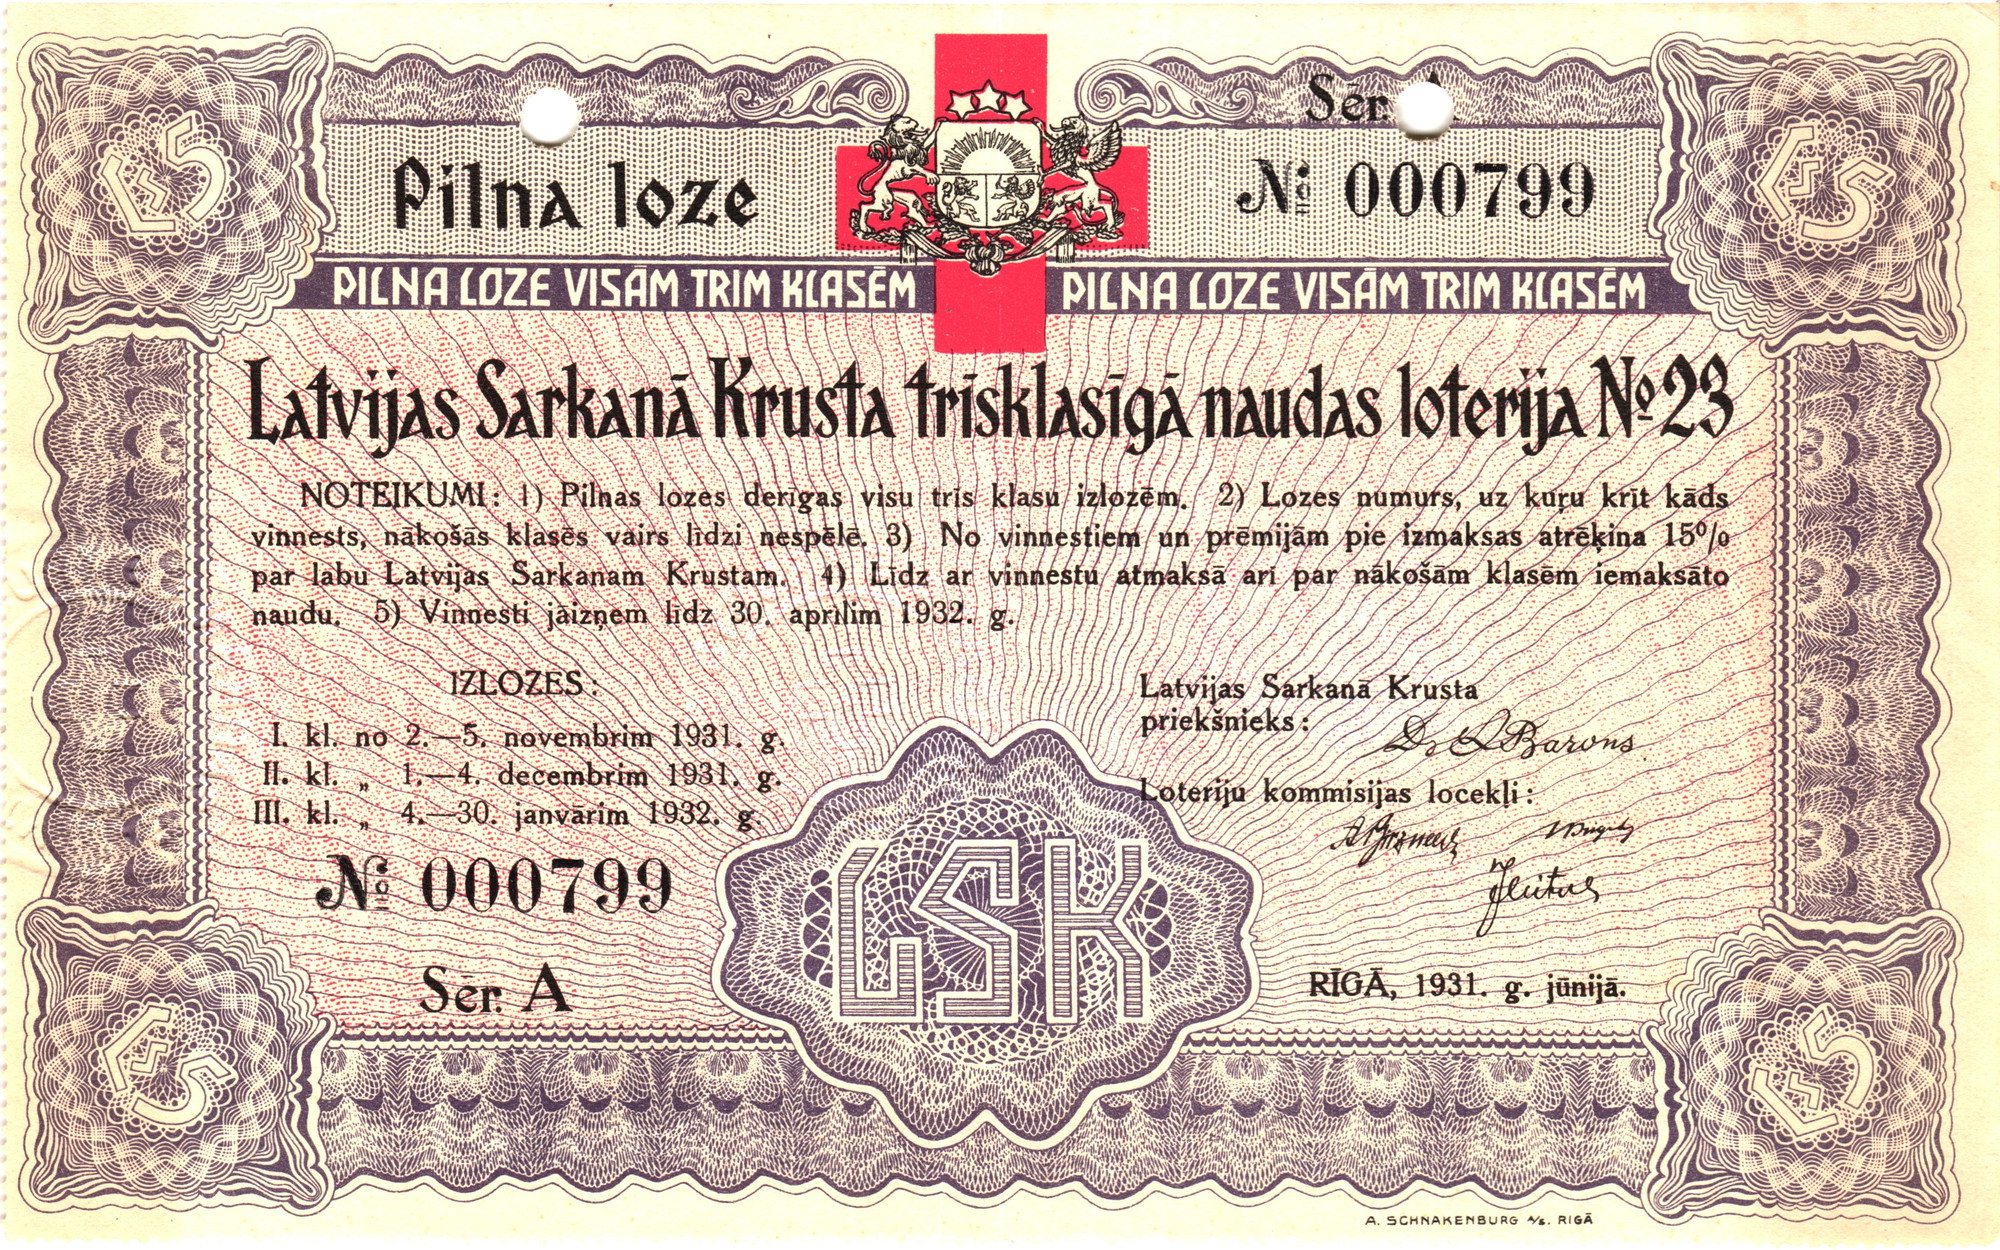 Sēr. A
Pilna loze
№ 000799
PILNA LOZE VISĀM TRIM KLASĒM PILNA LOZE VISĀM TRIM KLASĒM
Latvijas Sarkanā Krusta trīsklasīgā naudas loterija № 23
NOTEIKUMI: 1) Pilnas lozes derīgas visu trīs klasu izlozēm. 2) Lozes numurs, uz kuŗu krīt kāds
vinnests, nākošās klasēs vairs līdzi nespēlē. 3) No vinnestiem un prēmijām pie izmaksas atrēķina 15%
par labu Latvijas Sarkanam Krustam. 4) Līdz ar vinnestu atmaksā arī par nākošām klasēm iemaksāto
naudu. 5) Vinnesti jāizņem līdz 30. aprīlim 1932. g.
IZLOZES:
I. kl. no 2.—5. novembrim 1931. g.
II. kl. „ 1.—4. decembrim 1931. g.
III. kl. „ 4.—30. janvārim 1932. g.
№ 000799
Sēr. A
Latvijas Sarkanā Krusta
priekšnieks:
Dr K Barons
Loteriju kommisijas locekļi:
RĪGĀ, 1931. g. jūnijā.
LSK
A. SCHNAKENBURG A/S. RIGĀ